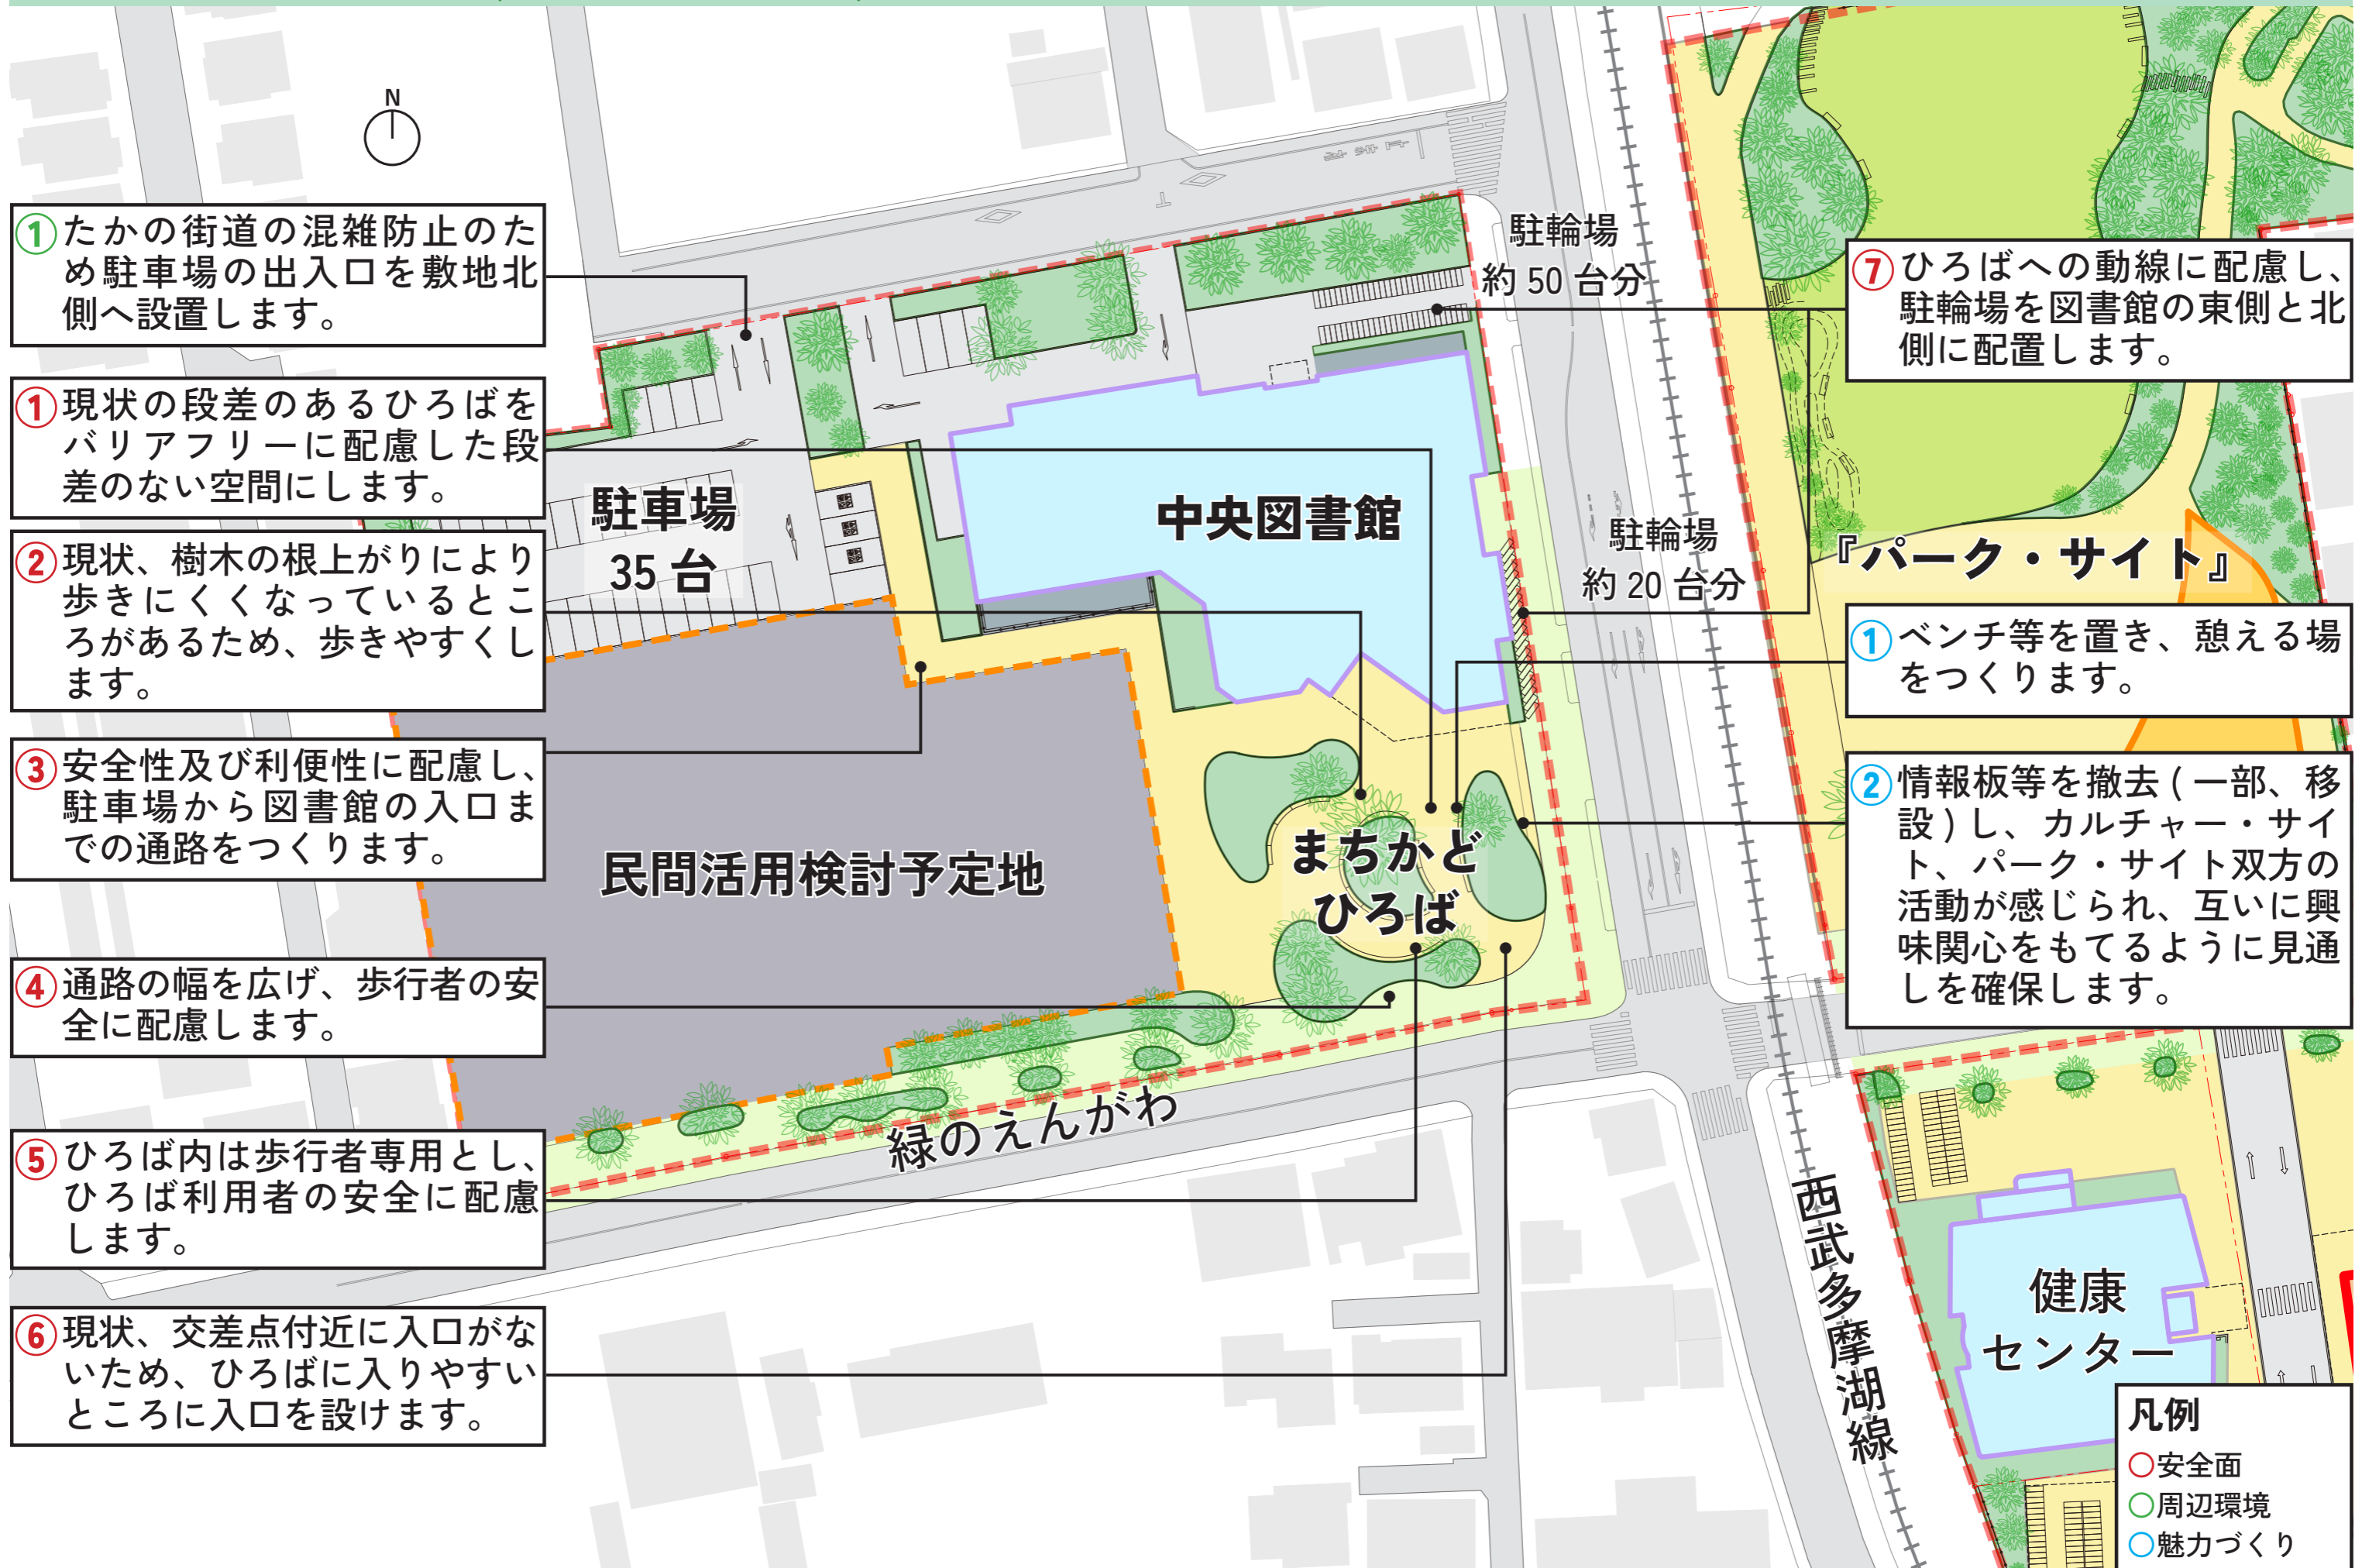 N
①たかの街道の混雑防止のた
め駐車場の出入口を敷地北
側へ設置します。
①現状の段差のあるひろばを
バリアフリーに配慮した段
差のない空間にします。
②現状、樹木の根上がりにより
歩きにくくなっているとこ
ろがあるため、歩きやすくし
ます。
③安全性及び利便性に配慮し、
駐車場から図書館の入口ま
での通路をつくります。
④通路の幅を広げ、歩行者の安
全に配慮します。
⑤ひろば内は歩行者専用とし、
ひろば利用者の安全に配慮
します。
⑥現状、交差点付近に入口がな
いため、ひろばに入りやすい
ところに入口を設けます。
駐車場
35 台
中央図書館
民間活用検討予定地
まちかど
ひろば
緑のえんがわ
駐輪場
約 50 台分
駐輪場
約 20 台分
西武多摩湖線
⑦ひろばへの動線に配慮し、
駐輪場を図書館の東側と北
側に配置します。
『パーク・サイト』
①ベンチ等を置き、憩える場
をつくります。
②情報板等を撤去 ( 一部、移
設 ) し、カルチャー・サイ
ト、パーク・サイト双方の
活動が感じられ、互いに興
味関心をもてるように見通
しを確保します。
健康
センター
凡例
○安全面
○周辺環境
○魅力づくり